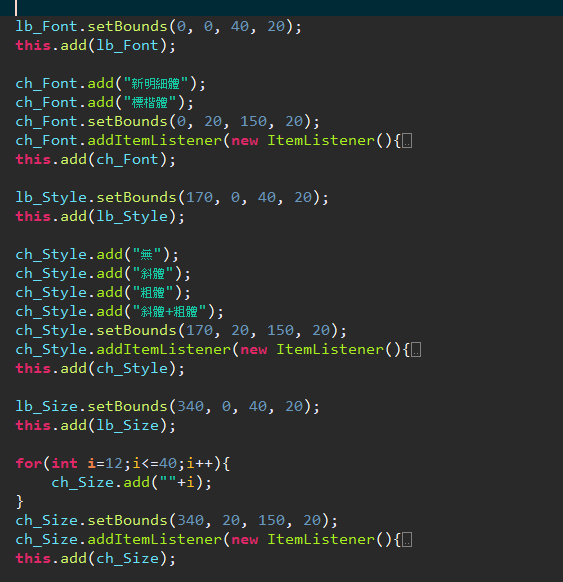 lb_Font.setBounds(0, 0, 40, 20);
this.add(lb_Font);

ch_Font.add("新明細體");
ch_Font.add("標楷體");
ch_Font.setBounds(0, 20, 150, 20);
ch_Font.addItemListener(new ItemListener(){..
this.add(ch_Font);

lb_Style.setBounds(170, 0, 40, 20);
this.add(lb_Style);

ch_Style.add("無");
ch_Style.add("斜體");
ch_Style.add("粗體");
ch_Style.add("斜體+粗體");
ch_Style.setBounds(170, 20, 150, 20);
ch_Style.addItemListener(new ItemListener(){..
this.add(ch_Style);

lb_Size.setBounds(340, 0, 40, 20);
this.add(lb_Size);

for(int i=12;i<=40;i++){
    ch_Size.add(""+i);
}
ch_Size.setBounds(340, 20, 150, 20);
ch_Size.addItemListener(new ItemListener(){..
this.add(ch_Size);